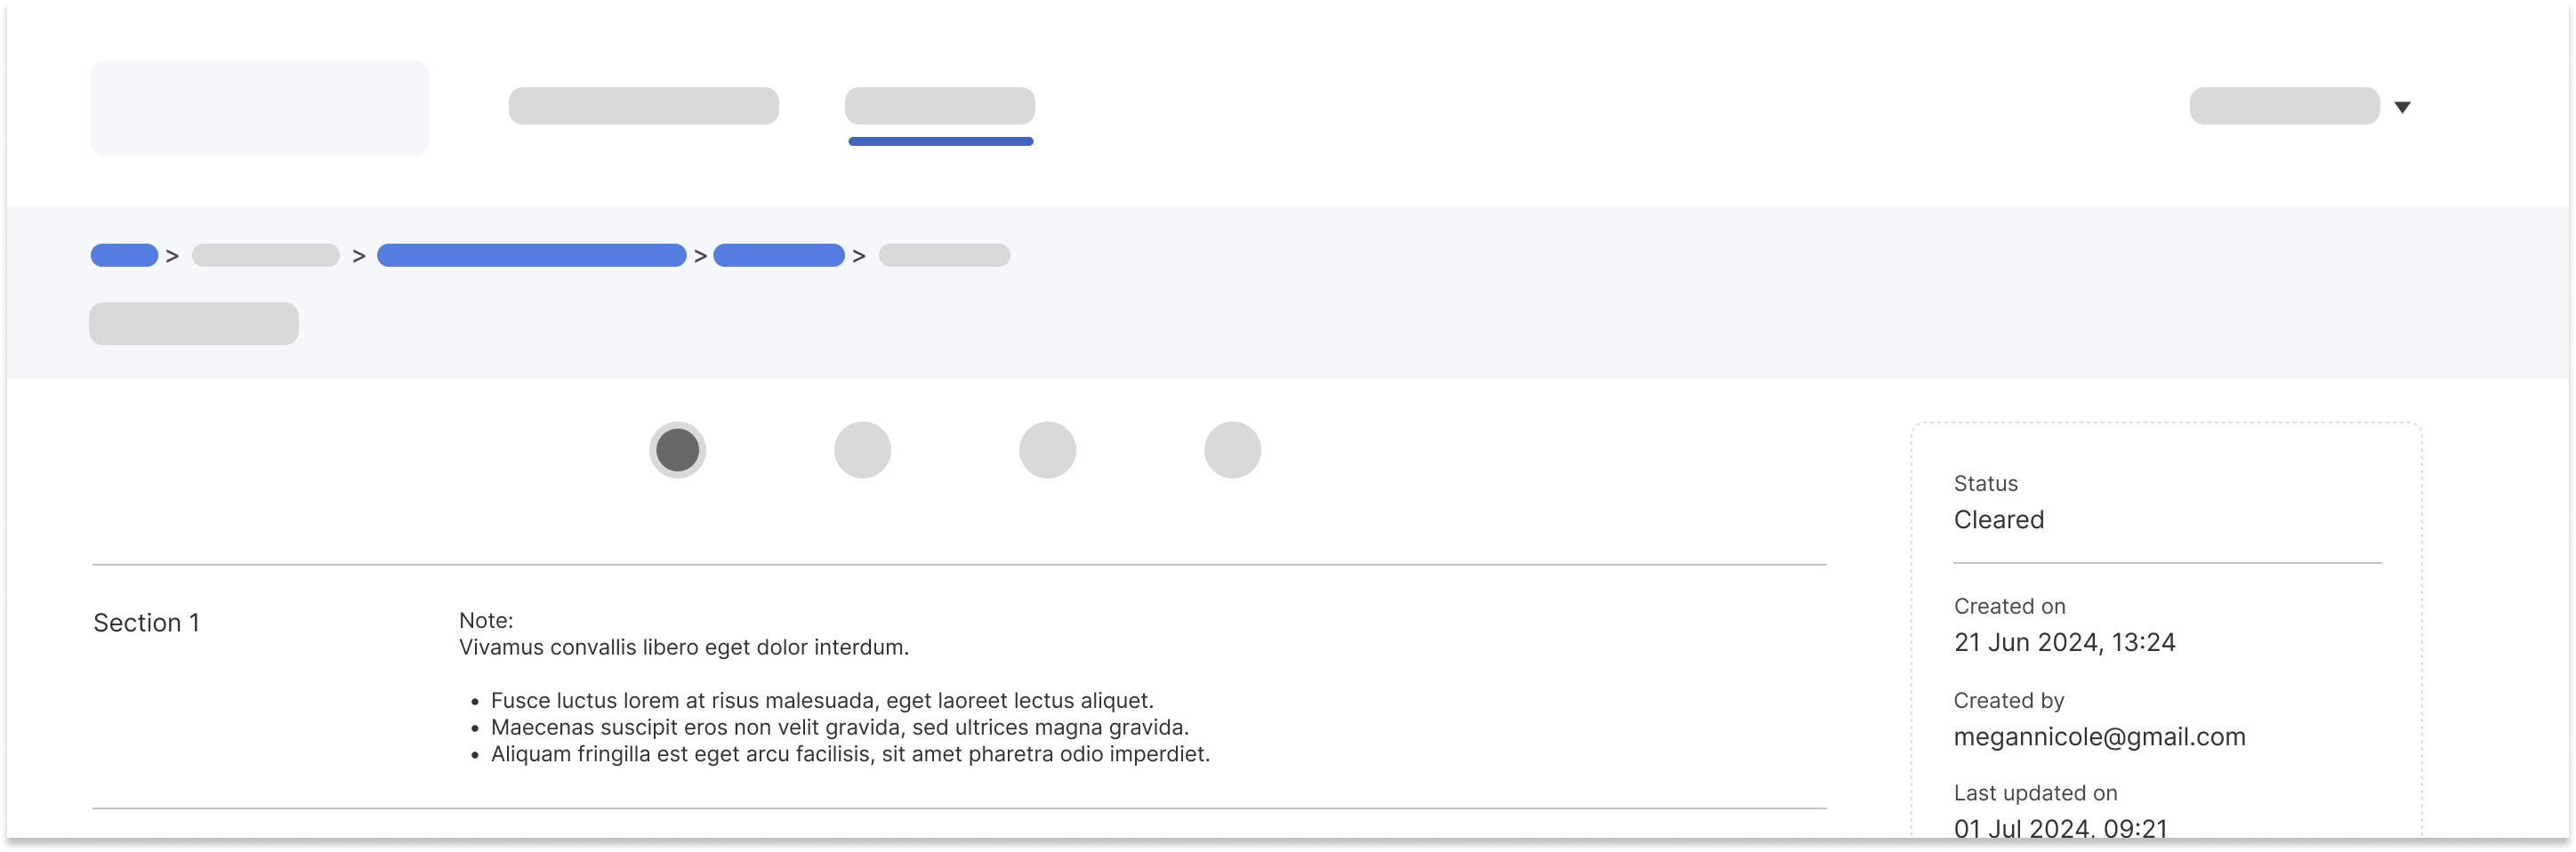 > > > >
Status
Cleared
Section 1
Note:
Vivamus convallis libero eget dolor interdum.
• Fusce luctus lorem at risus malesuada, eget laoreet lectus aliquet.
• Maecenas suscipit eros non velit gravida, sed ultrices magna gravida.
• Aliquam fringilla est eget arcu facilisis, sit amet pharetra odio imperdiet.
Created on
21 Jun 2024, 13:24
Created by
megannicole@gmail.com
Last updated on
01 Jul 2024, 09:21